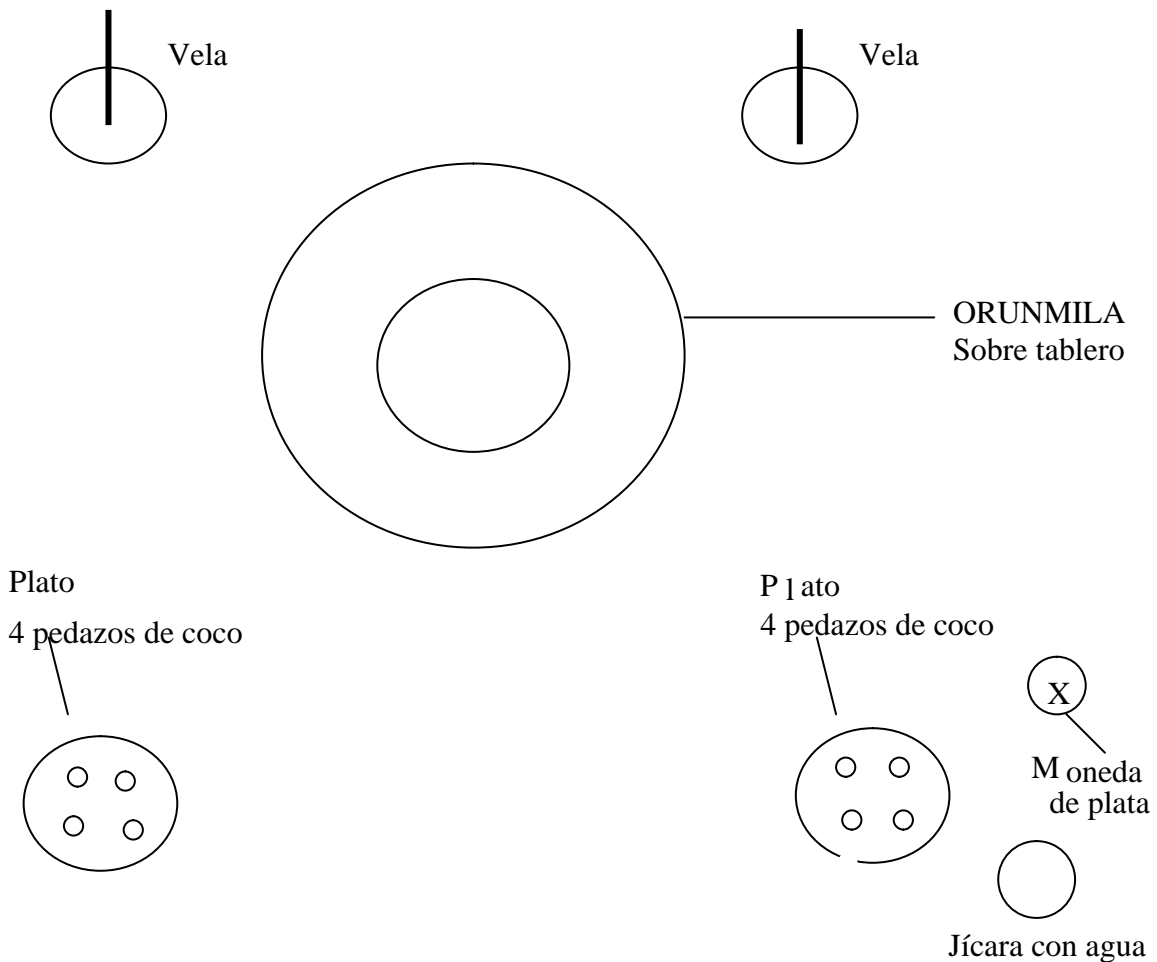 Vela
Vela
ORUNMILA
Sobre tablero
Plato
4 pedazos de coco
Plato
4 pedazos de coco
X
Moneda
de plata
Jícara con agua